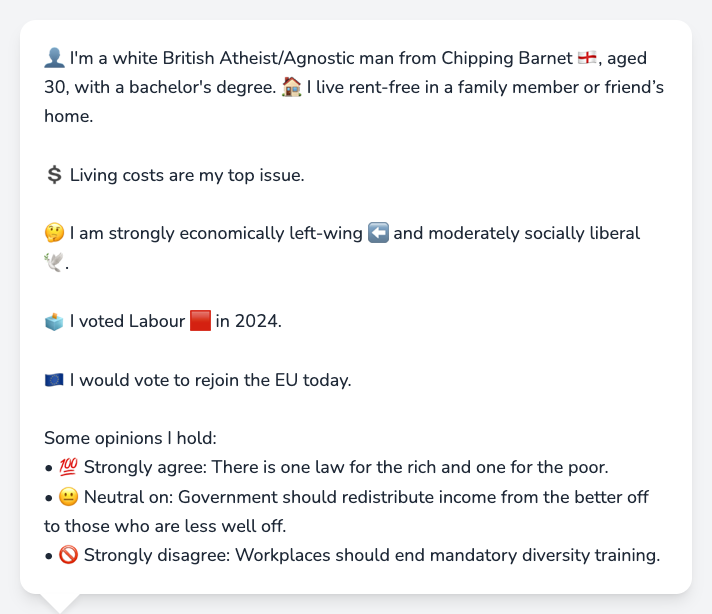 👤 I'm a white British Atheist/Agnostic man from Chipping Barnet 🏴󠁧󠁢󠁥󠁮󠁧󠁿, aged
30, with a bachelor's degree. 🏠 I live rent-free in a family member or friend’s
home.
💲 Living costs are my top issue.
🤔 I am strongly economically left-wing ⬅️ and moderately socially liberal
🕊️.
🗳️ I voted Labour 🟥 in 2024.
🇪🇺 I would vote to rejoin the EU today.
Some opinions I hold:
• 💯 Strongly agree: There is one law for the rich and one for the poor.
• 😐 Neutral on: Government should redistribute income from the better off
to those who are less well off.
• 🚫 Strongly disagree: Workplaces should end mandatory diversity training.